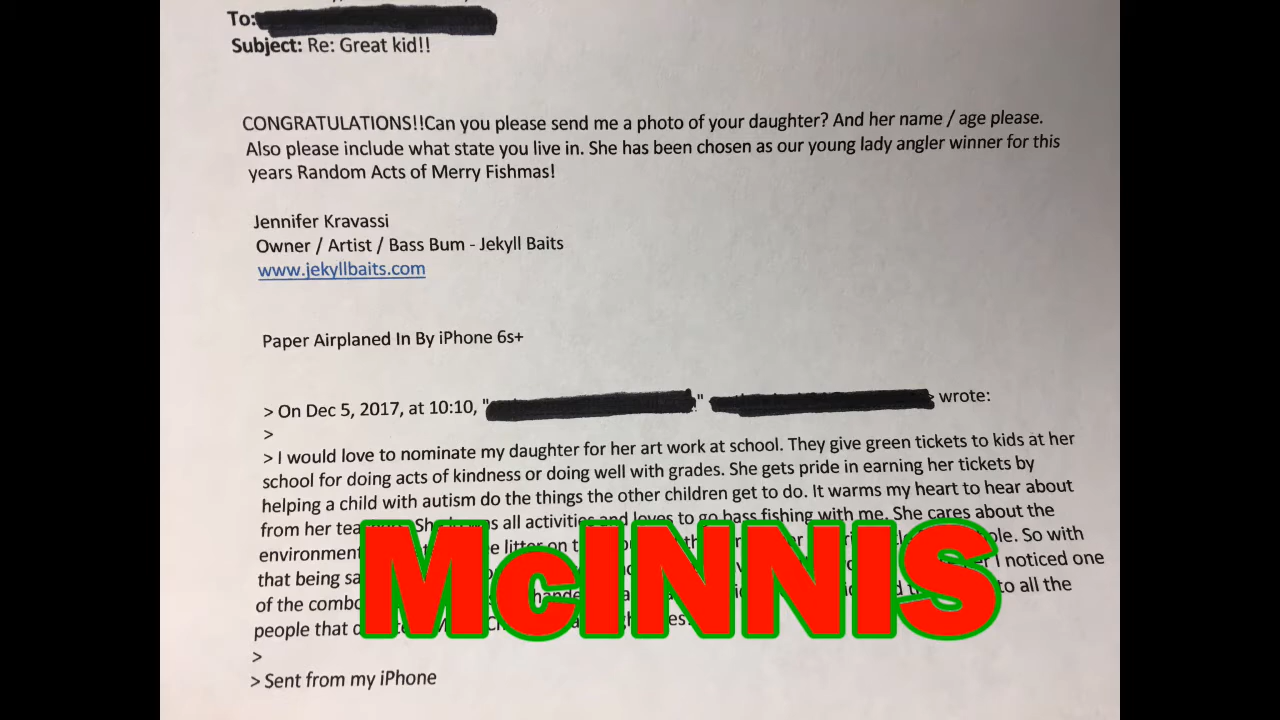 To:
Subject: Re: Great kid!!
CONGRATULATIONS!!Can you please send me a photo of your daughter? And her name / age please.
Also please include what state you live in. She has been chosen as our young lady angler winner for this
years Random Acts of Merry Fishmas!
Jennifer Kravassi
Owner / Artist / Bass Bum - Jekyll Baits
www.jekyllbaits.com
Paper Airplaned In By iPhone 6s+
> On Dec 5, 2017, at 10:10, " " > wrote:
>
> I would love to nominate my daughter for her art work at school. They give green tickets to kids at her
school for doing acts of kindness or doing well with grades. She gets pride in earning her tickets by
helping a child with autism do the things the other children get to do. It warms my heart to hear about
from her She all activities and loves to go bass fishing with me. She cares about the
environment litter on So with
that being I noticed one
of the to all the
people that
McINNIS
>
> Sent from my iPhone